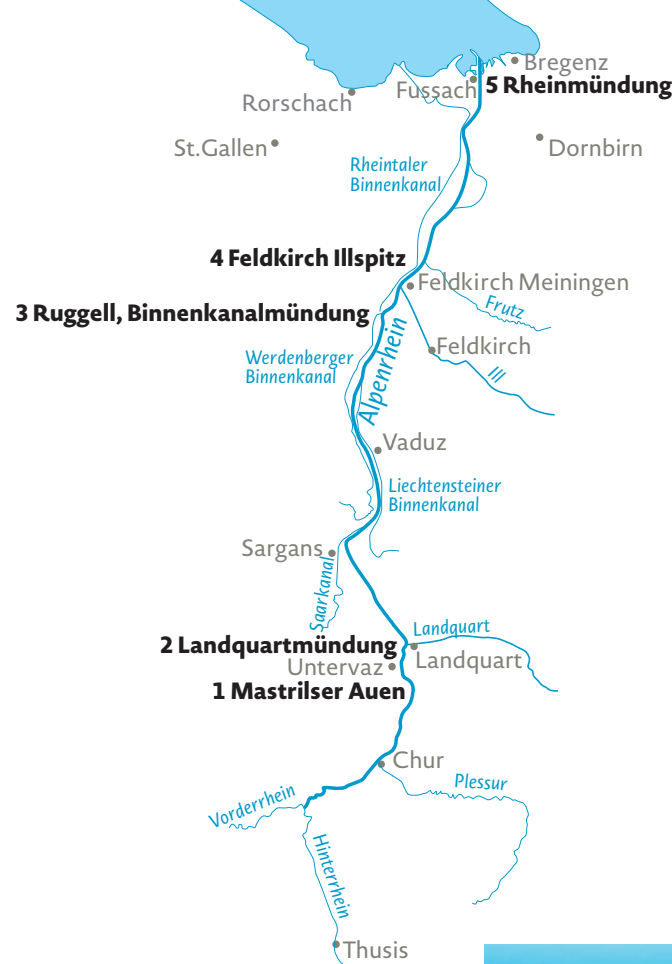 Bregenz
Fussach
5 Rheinmündung
Rorschach
St.Gallen
Dornbirn
Rheintaler
Binnenkanal
4 Feldkirch Illspitz
Feldkirch Meiningen
Frutz
3 Ruggell, Binnenkanalmündung
Feldkirch
Werdenberger
Binnenkanal
Alpenrhein
Ill
Vaduz
Liechtensteiner
Binnenkanal
Sargans
Saarkanal
Landquart
2 Landquartmündung
Landquart
Untervaz
1 Mastrilser Auen
Chur
Plessur
Vorderrhein
Hinterrhein
Thusis